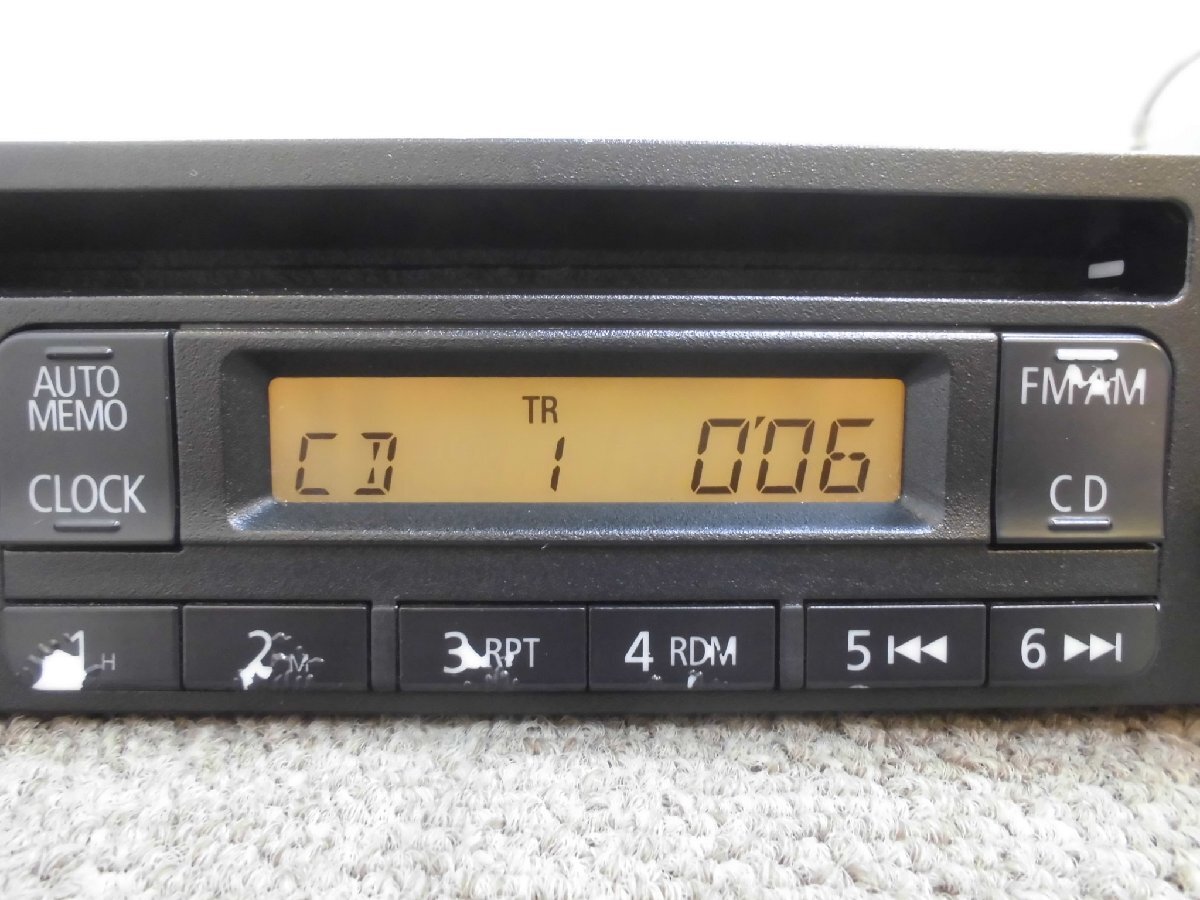 AUTO
MEMO
CLOCK
TR
CD 1 0'06
FM·AM
CD
1 H
2 M
3 RPT
4 RDM
5
6